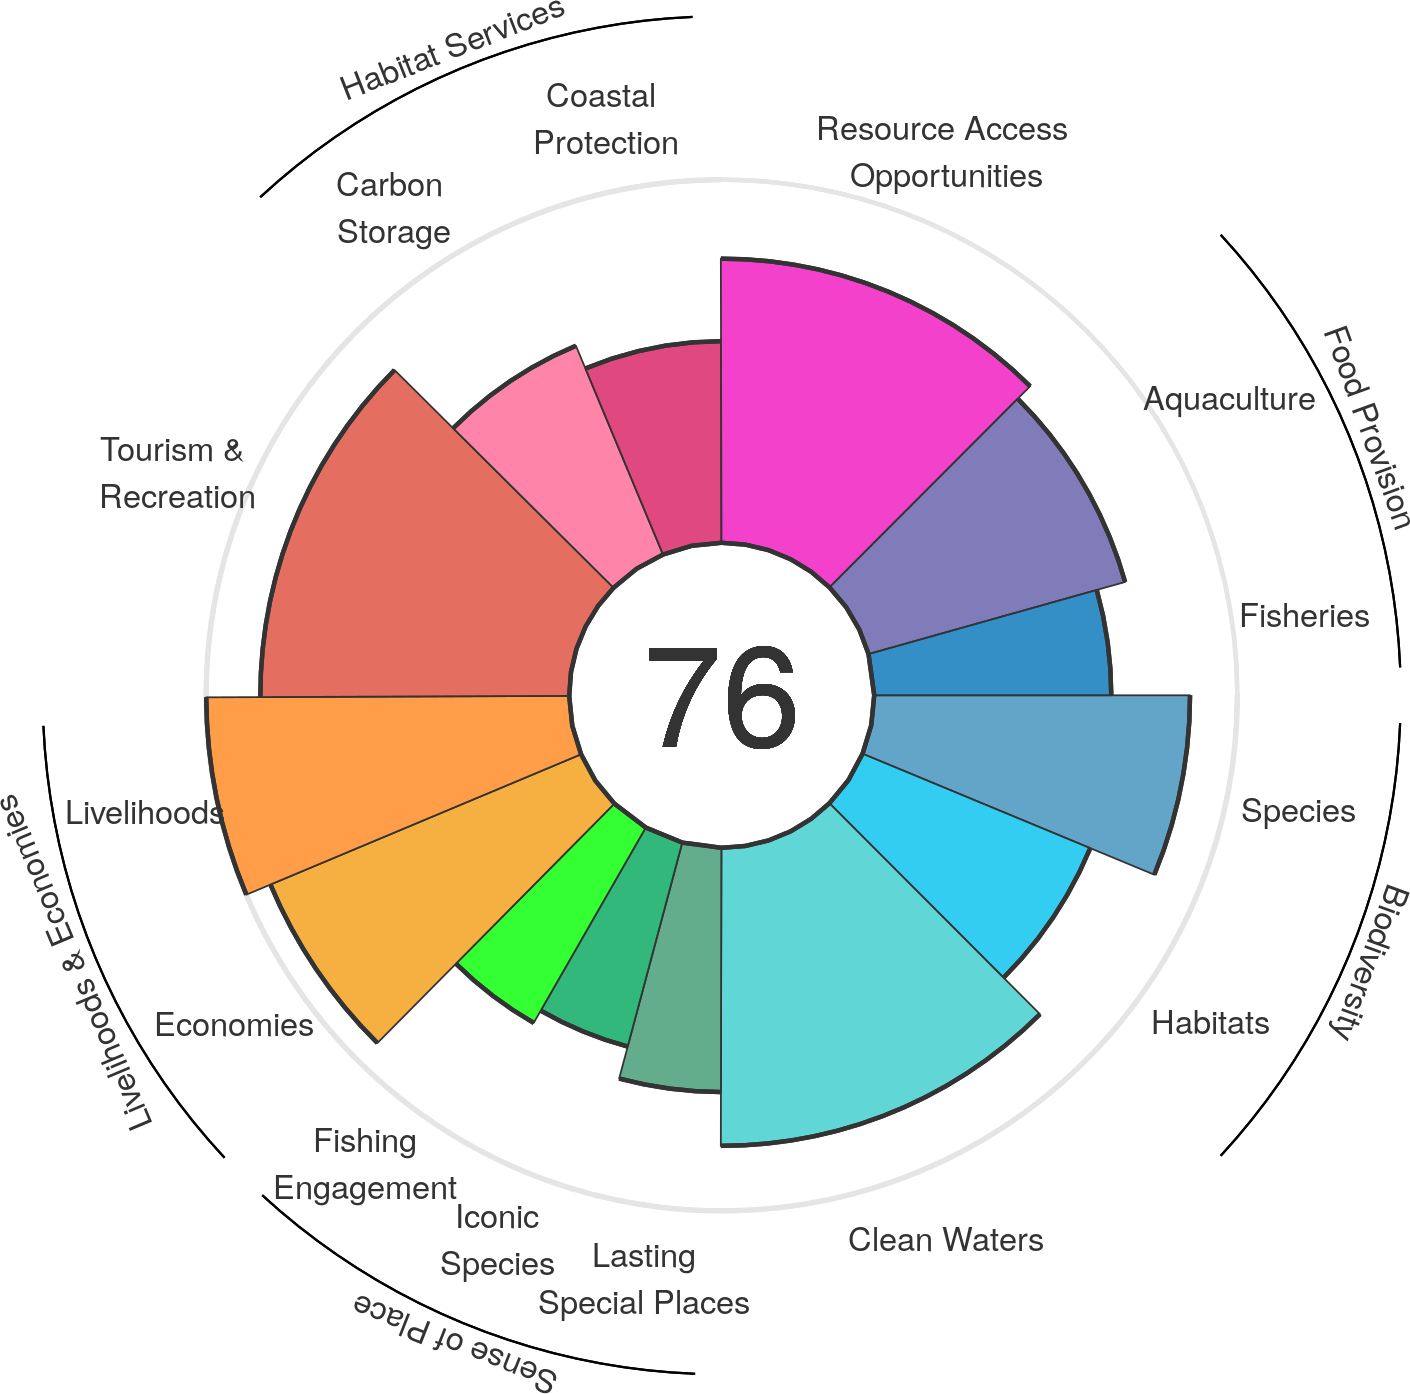 Habitat Services
Coastal
Protection
Resource Access
Opportunities
Carbon
Storage
Food Provision
Aquaculture
Tourism &
Recreation
Fisheries
76
Livelihoods
Species
Livelihoods & Economies
Biodiversity
Economies
Habitats
Fishing
Engagement
Iconic
Species
Lasting
Special Places
Clean Waters
Sense of Place